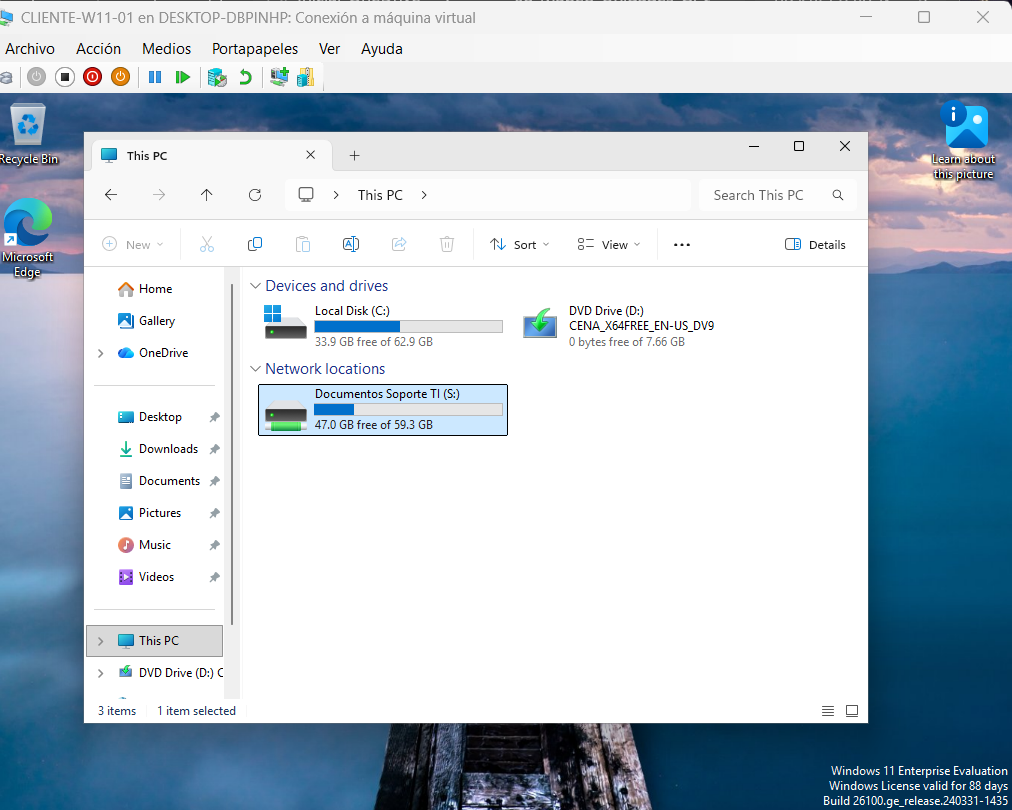 CLIENTE-W11-01 en DESKTOP-DBPINHP: Conexión a máquina virtual
Archivo Acción Medios Portapapeles Ver Ayuda
Recycle Bin
Microsoft
Edge
Learn about
this picture
This PC
This PC
Search This PC
New
Sort
View
Details
Home
Gallery
OneDrive
Desktop
Downloads
Documents
Pictures
Music
Videos
This PC
DVD Drive (D:) C
Devices and drives
Local Disk (C:)
33.9 GB free of 62.9 GB
DVD Drive (D:)
CENA_X64FREE_EN-US_DV9
0 bytes free of 7.66 GB
Network locations
Documentos Soporte TI (S:)
47.0 GB free of 59.3 GB
3 items 1 item selected
Windows 11 Enterprise Evaluation
Windows License valid for 88 days
Build 26100.ge_release.240331-1435